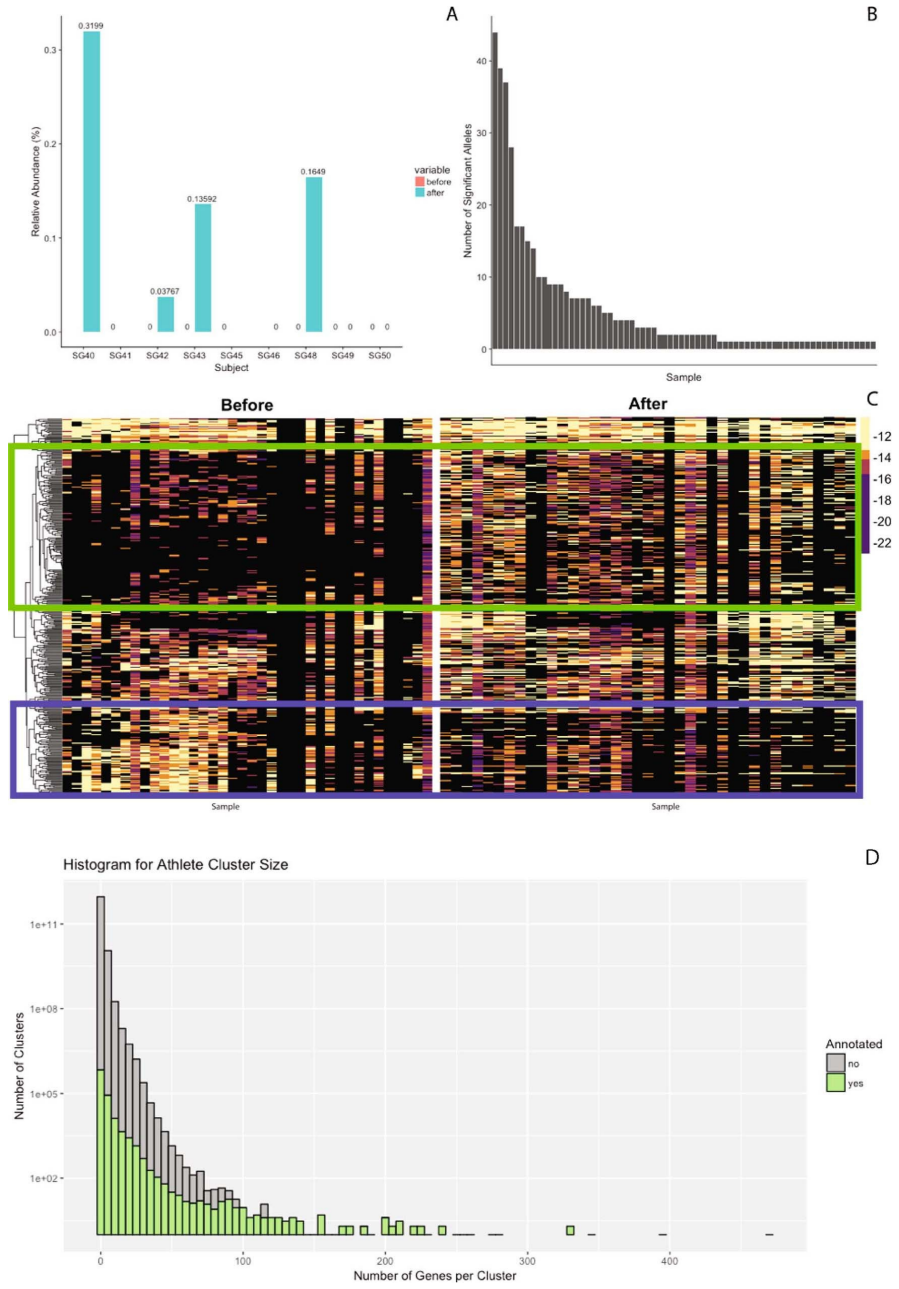 A
0.3199
0.3
Relative Abundance (%)
0.2
0.1649
0.13592
0.1
0.03767
0 0 0 0 0 0 0 0 0 0
0.0
SG40 SG41 SG42 SG43 SG45 SG46 SG48 SG49 SG50
Subject
variable
before
after
B
40
Number of Significant Alleles
30
20
10
0
Sample
Before
After
C
-12
-14
-16
-18
-20
-22
Sample
Sample
D
Histogram for Athlete Cluster Size
1e+11
1e+08
Number of Clusters
1e+05
1e+02
0 100 200 300 400
Number of Genes per Cluster
Annotated
no
yes